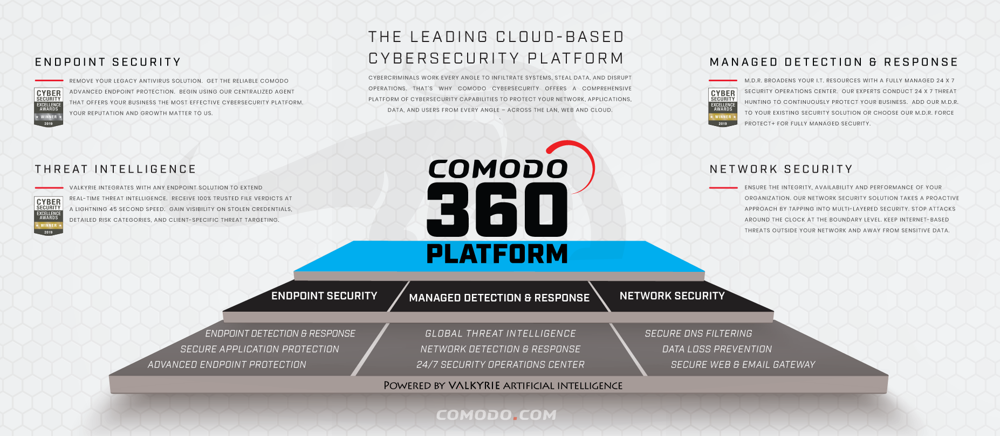 THE LEADING CLOUD-BASED
CYBERSECURITY PLATFORM
CYBERCRIMINALS WORK EVERY ANGLE TO INFILTRATE SYSTEMS, STEAL DATA, AND DISRUPT
OPERATIONS. THAT'S WHY COMODO CYBERSECURITY OFFERS A COMPREHENSIVE
PLATFORM OF CYBERSECURITY CAPABILITIES TO PROTECT YOUR NETWORK, APPLICATIONS,
DATA, AND USERS FROM EVERY ANGLE – ACROSS THE LAN, WEB AND CLOUD.
ENDPOINT SECURITY
REMOVE YOUR LEGACY ANTIVIRUS SOLUTION. GET THE RELIABLE COMODO
ADVANCED ENDPOINT PROTECTION. BEGIN USING OUR CENTRALIZED AGENT
THAT OFFERS YOUR BUSINESS THE MOST EFFECTIVE CYBERSECURITY PLATFORM.
YOUR REPUTATION AND GROWTH MATTER TO US.
CYBER
SECURITY
EXCELLENCE
AWARDS
★ WINNER ★
2019
THREAT INTELLIGENCE
VALKYRIE INTEGRATES WITH ANY ENDPOINT SOLUTION TO EXTEND
REAL-TIME THREAT INTELLIGENCE. RECEIVE 100% TRUSTED FILE VERDICTS AT
A LIGHTNING 45 SECOND SPEED. GAIN VISIBILITY ON STOLEN CREDENTIALS,
DETAILED RISK CATEGORIES, AND CLIENT-SPECIFIC THREAT TARGETING.
CYBER
SECURITY
EXCELLENCE
AWARDS
★ WINNER ★
2019
MANAGED DETECTION & RESPONSE
M.D.R. BROADENS YOUR I.T. RESOURCES WITH A FULLY MANAGED 24 X 7
SECURITY OPERATIONS CENTER. OUR EXPERTS CONDUCT 24 X 7 THREAT
HUNTING TO CONTINUOUSLY PROTECT YOUR BUSINESS. ADD OUR M.D.R.
TO YOUR EXISTING SECURITY SOLUTION OR CHOOSE OUR M.D.R. FORCE
PROTECT+ FOR FULLY MANAGED SECURITY.
CYBER
SECURITY
EXCELLENCE
AWARDS
★ WINNER ★
2019
NETWORK SECURITY
ENSURE THE INTEGRITY, AVAILABILITY AND PERFORMANCE OF YOUR
ORGANIZATION. OUR NETWORK SECURITY SOLUTION TAKES A PROACTIVE
APPROACH BY TAPPING INTO MULTI-LAYERED SECURITY. STOP ATTACKS
AROUND THE CLOCK AT THE BOUNDARY LEVEL. KEEP INTERNET-BASED
THREATS OUTSIDE YOUR NETWORK AND AWAY FROM SENSITIVE DATA.
COMODO
360
PLATFORM
ENDPOINT SECURITY
MANAGED DETECTION & RESPONSE
NETWORK SECURITY
ENDPOINT DETECTION & RESPONSE
SECURE APPLICATION PROTECTION
ADVANCED ENDPOINT PROTECTION
GLOBAL THREAT INTELLIGENCE
NETWORK DETECTION & RESPONSE
24/7 SECURITY OPERATIONS CENTER
SECURE DNS FILTERING
DATA LOSS PREVENTION
SECURE WEB & EMAIL GATEWAY
POWERED BY VALKYRIE ARTIFICIAL INTELLIGENCE
COMODO.COM